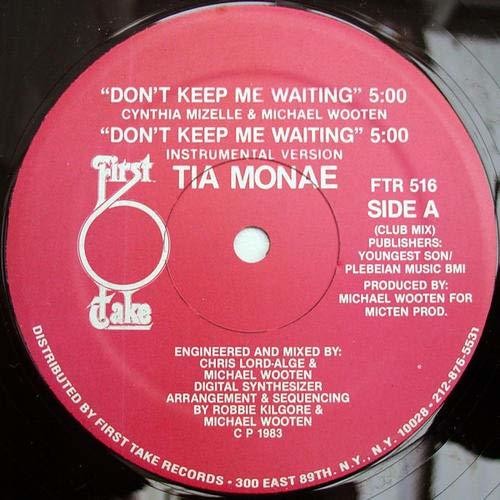 "DON'T KEEP ME WAITING" 5:00
CYNTHIA MIZELLE & MICHAEL WOOTEN
"DON'T KEEP ME WAITING" 5:00
INSTRUMENTAL VERSION
TIA MONAE
First
take
FTR 516
SIDE A
(CLUB MIX)
PUBLISHERS:
YOUNGEST SON/
PLEBEIAN MUSIC BMI
PRODUCED BY:
MICHAEL WOOTEN FOR
MICTEN PROD.
ENGINEERED AND MIXED BY:
CHRIS LORD-ALGE &
MICHAEL WOOTEN
DIGITAL SYNTHESIZER
ARRANGEMENT & SEQUENCING
BY ROBBIE KILGORE &
MICHAEL WOOTEN
C P 1983
DISTRIBUTED BY FIRST TAKE RECORDS • 300 EAST 89TH. N.Y., N.Y. 10028 • 212-876-5531